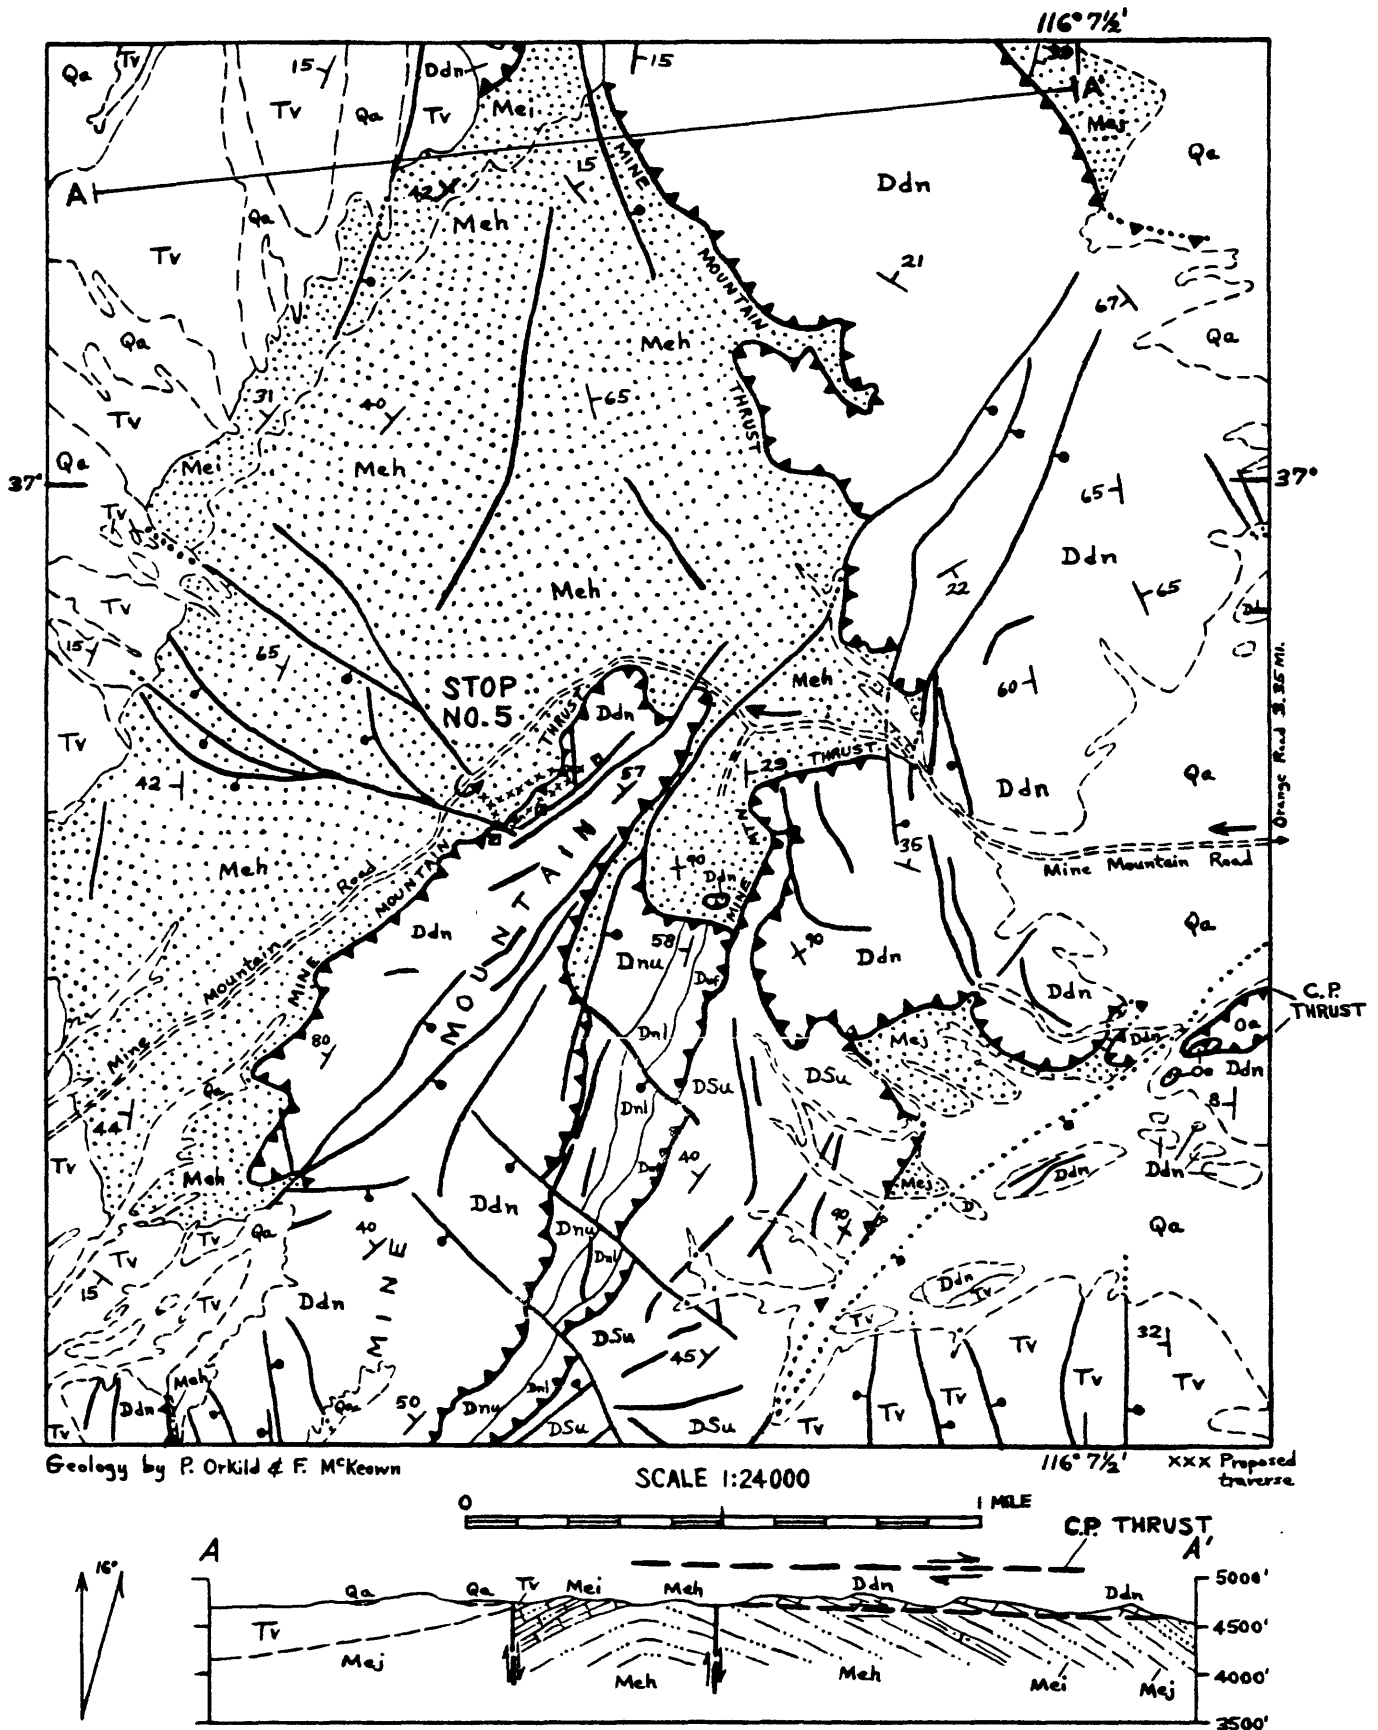 116° 7½'
Qa
Tv
15
Tv
Qa
Ddn
Tv
Mei
15
30
A'
Mej
Qa
A
42
15
MINE
Ddn
Qa
Meh
Tv
MOUNTAIN
21
67
Qa
Meh
Qa
31
40
65
THRUST
Tv
Qa
Mei
Meh
37°
37°
65
Tv
Ddn
Meh
22
65
Tv
Ddn
15
65
STOP
NO. 5
THRUST
Ddn
Meh
60
Orange Road 3.35 MI.
Tv
57
29
THRUST
Ddn
Qa
42
MTN
35
Mine Mountain Road
Meh
Road
MOUNTAIN
90
Ddn
MINE
Qa
Ddn
58
Dnu
90
Ddn
Mountain
MINE
MOUNTAIN
Ddn
C.P.
THRUST
Dnl
Mine
80
Mej
Ddn
Oa
Qa
DSu
DSu
Oe
Ddn
44
Dnl
8
Tv
Meh
40
Ddn
Ddn
Mej
Ddn
D
Qa
40
Dnu
90
Qa
Tv
Tv
Dnl
15
Tv
Ddn
MINE
Ddn
Tv
Tv
DSu
45
Tv
32
Tv
Meh
Tv
Tv
Ddn
Qa
50
Dnu
Dnl
DSu
DSu
Tv
Tv
Tv
Geology by P. Orkild & F. McKeown
SCALE 1:24000
116° 7½'
xxx Proposed
traverse
0
1 MILE
C.P. THRUST
16°
A
A'
5000'
Qa
Qa
Tv
Mei
Meh
Ddn
Ddn
4500'
Tv
Mej
Meh
Meh
Mei
Mej
4000'
3500'